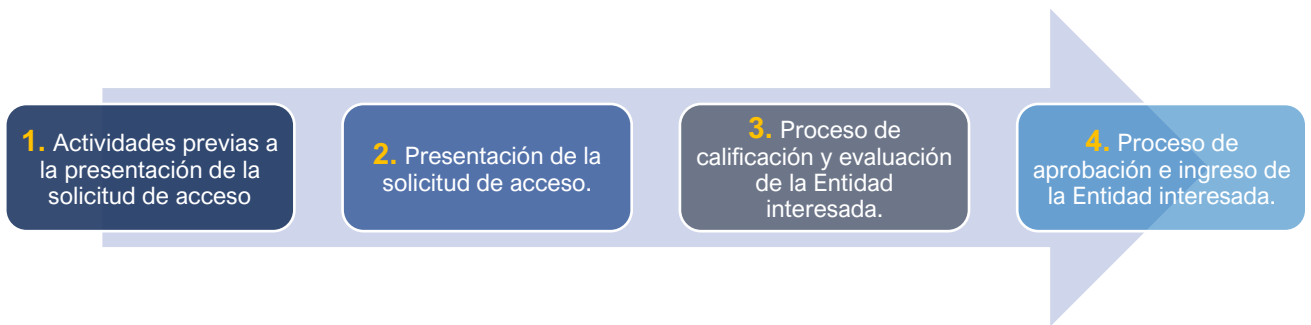 1. Actividades previas a
la presentación de la
solicitud de acceso
2. Presentación de la
solicitud de acceso.
3. Proceso de
calificación y evaluación
de la Entidad
interesada.
4. Proceso de
aprobación e ingreso de
la Entidad interesada.